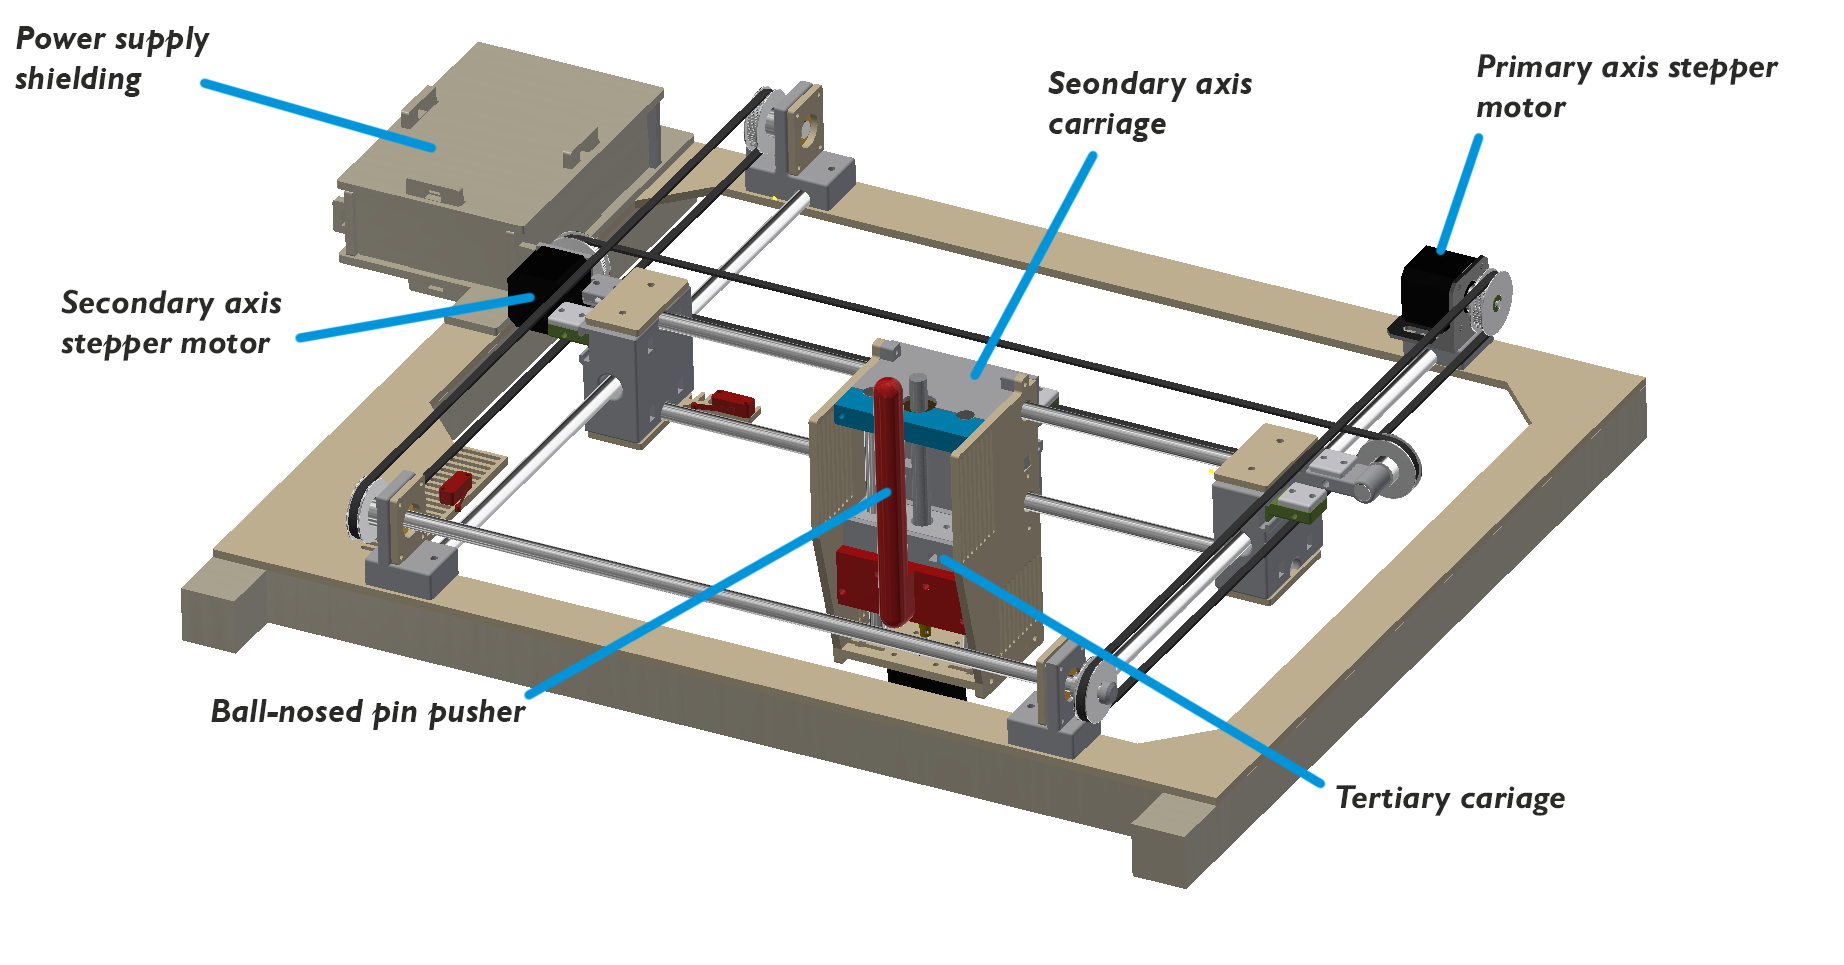 Power supply
shielding
Seondary axis
carriage
Primary axis stepper
motor
Secondary axis
stepper motor
Ball-nosed pin pusher
Tertiary cariage